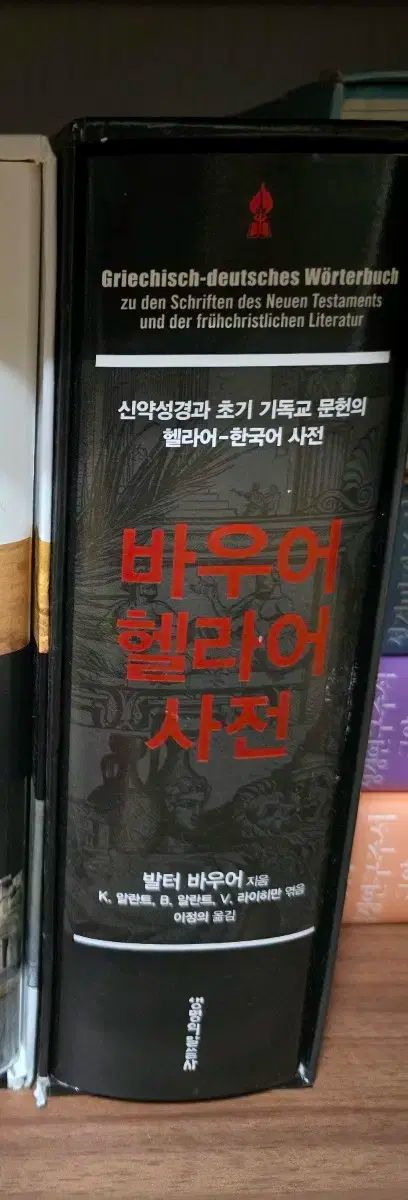 Griechisch-deutsches Wörterbuch
zu den Schriften des Neuen Testaments
und der frühchristlichen Literatur
신약성경과 초기 기독교 문헌의
헬라어-한국어 사전
바우어
헬라어
사전
발터 바우어 지음
K. 알란트, B. 알란트, V. 라이히만 엮음
이정의 옮김
생명의말씀사